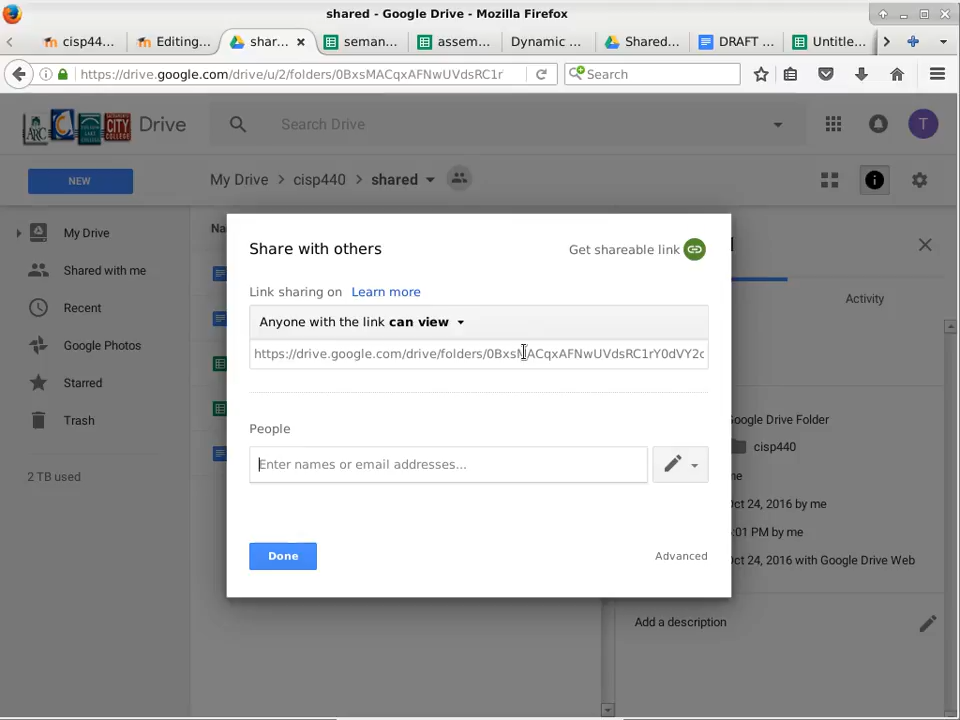 shared - Google Drive - Mozilla Firefox
cisp44...
Editing...
shar...
seman...
assem...
Dynamic ...
Shared...
DRAFT ...
Untitle...
https://drive.google.com/drive/u/2/folders/0BxsMACqxAFNwUVdsRC1r
Search
ARC
SACRAMENTO CITY COLLEGE
Drive
Search Drive
T
NEW
My Drive > cisp440 > shared
My Drive
Shared with me
Recent
Google Photos
Starred
Trash
2 TB used
Na
Share with others
Get shareable link
Link sharing on Learn more
Anyone with the link can view
https://drive.google.com/drive/folders/0BxsMACqxAFNwUVdsRC1rY0dVY2c
People
Enter names or email addresses...
Done
Advanced
Activity
Google Drive Folder
cisp440
me
Oct 24, 2016 by me
:01 PM by me
Oct 24, 2016 with Google Drive Web
Add a description